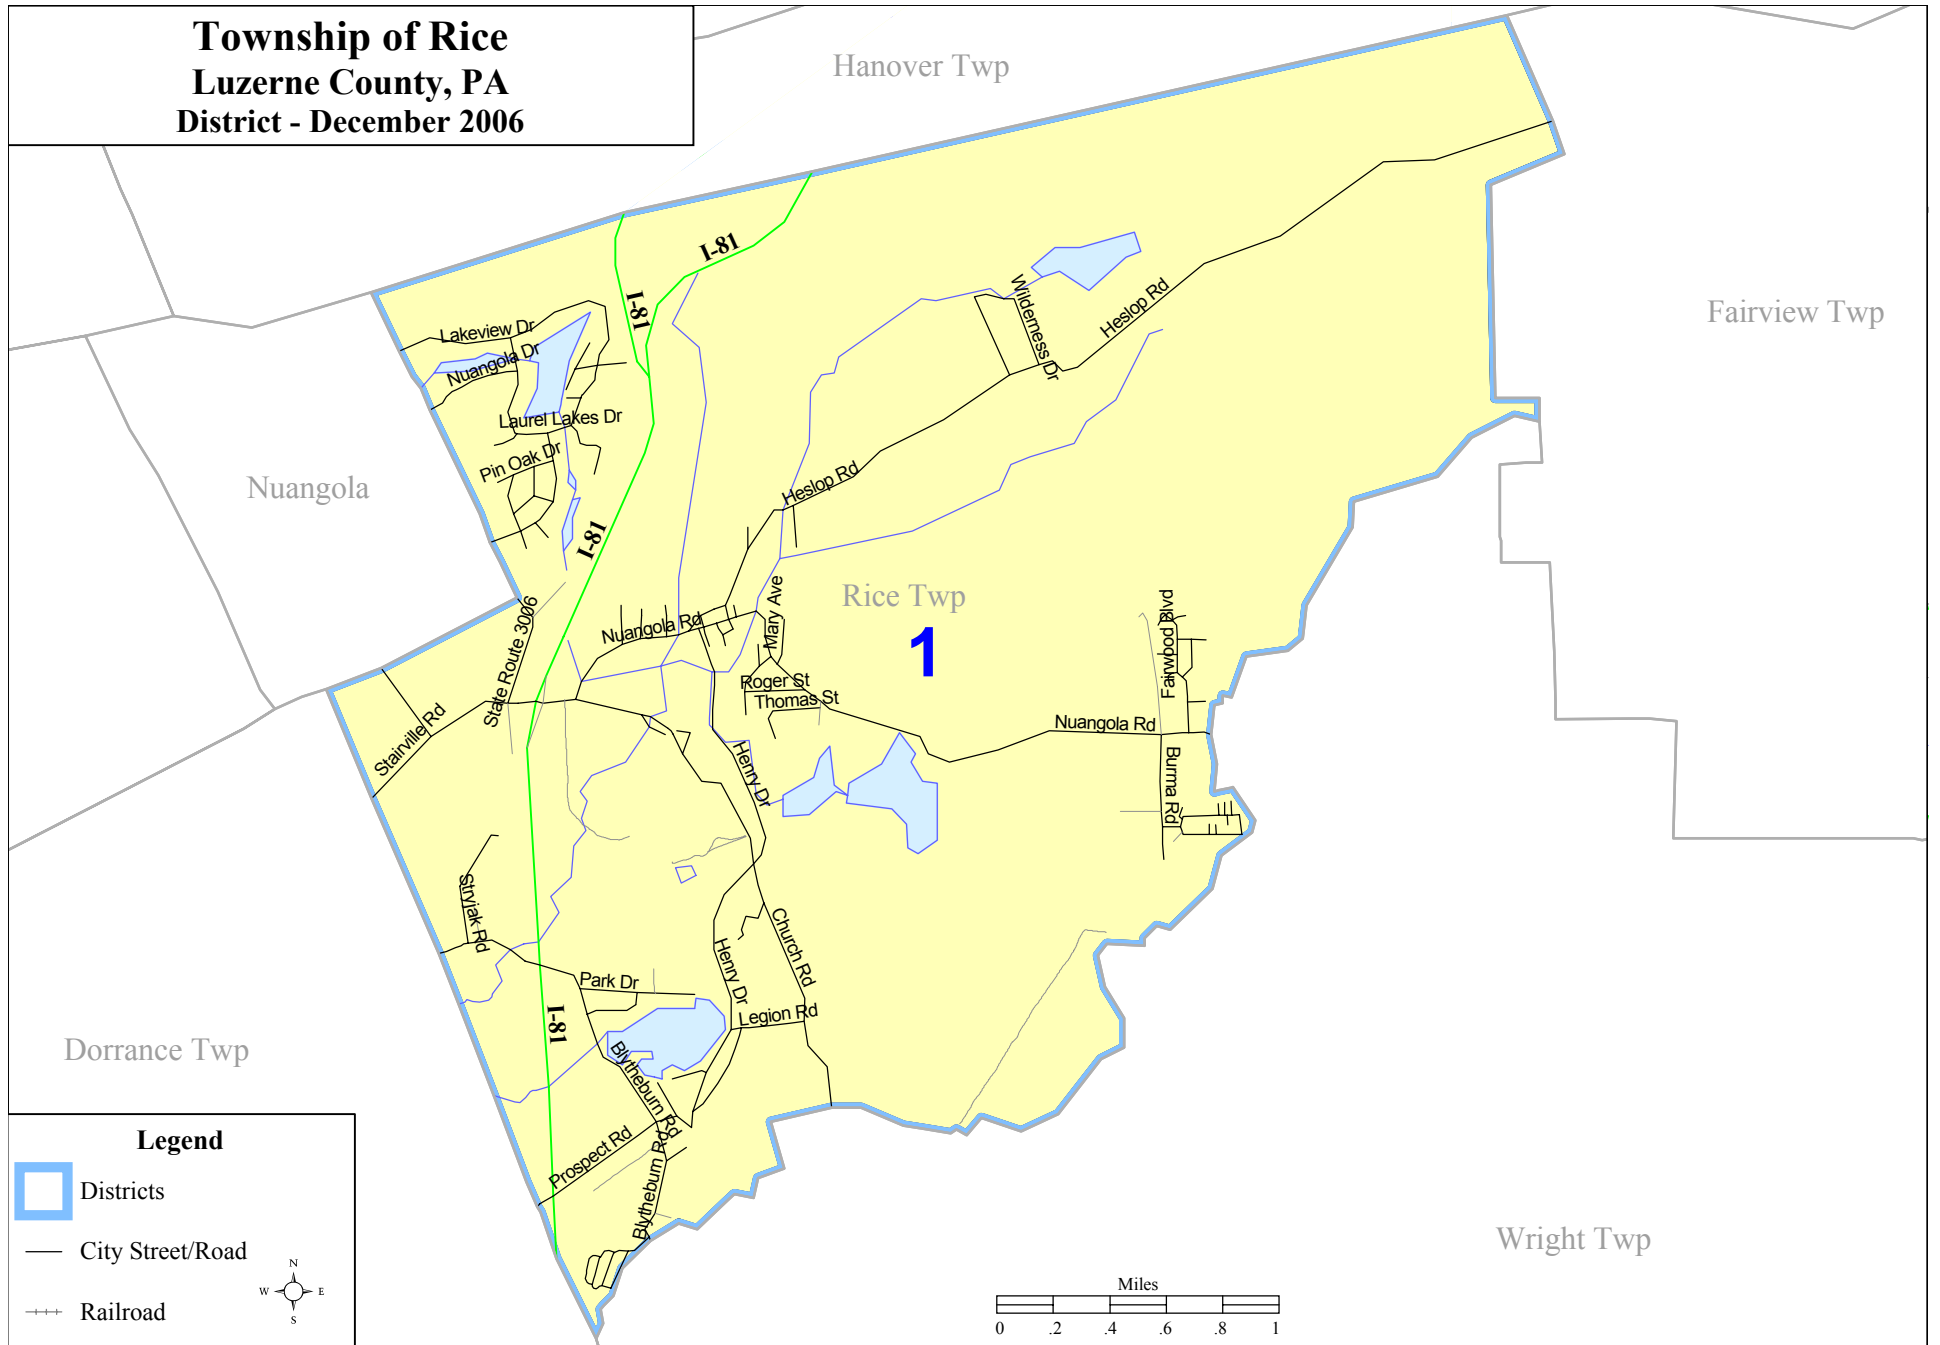 Township of Rice
Luzerne County, PA
District - December 2006
Hanover Twp
Fairview Twp
Nuangola
Rice Twp
1
Dorrance Twp
Wright Twp
I-81
I-81
I-81
I-81
Lakeview Dr
Nuangola Dr
Laurel Lakes Dr
Pin Oak Dr
Wilderness Dr
Heslop Rd
Heslop Rd
State Route 3006
Nuangola Rd
Mary Ave
Roger St
Thomas St
Fairwood Blvd
Nuangola Rd
Burma Rd
Stairville Rd
Henry Dr
Stryjak Rd
Church Rd
Henry Dr
Park Dr
Legion Rd
Blytheburn Rd
Prospect Rd
Blytheburn Rd
Legend
Districts
City Street/Road
Railroad
N
W E
S
Miles
0 .2 .4 .6 .8 1